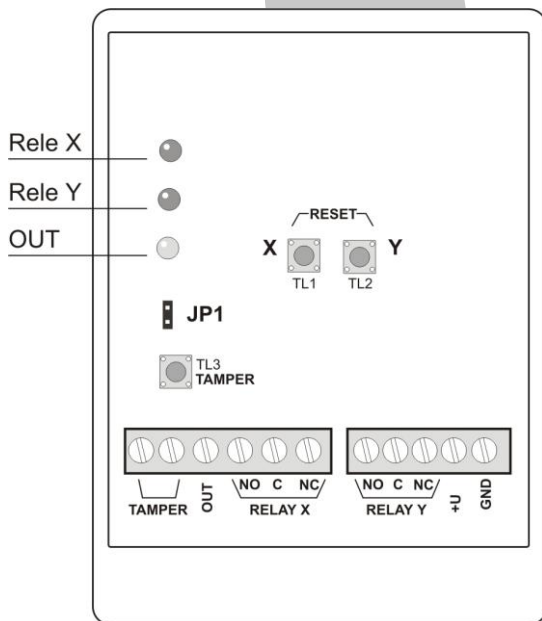 Rele X
Rele Y
OUT
RESET
X
Y
TL1
TL2
JP1
TL3
TAMPER
NO C NC
NO C NC
TAMPER
OUT
RELAY X
RELAY Y
+U
GND